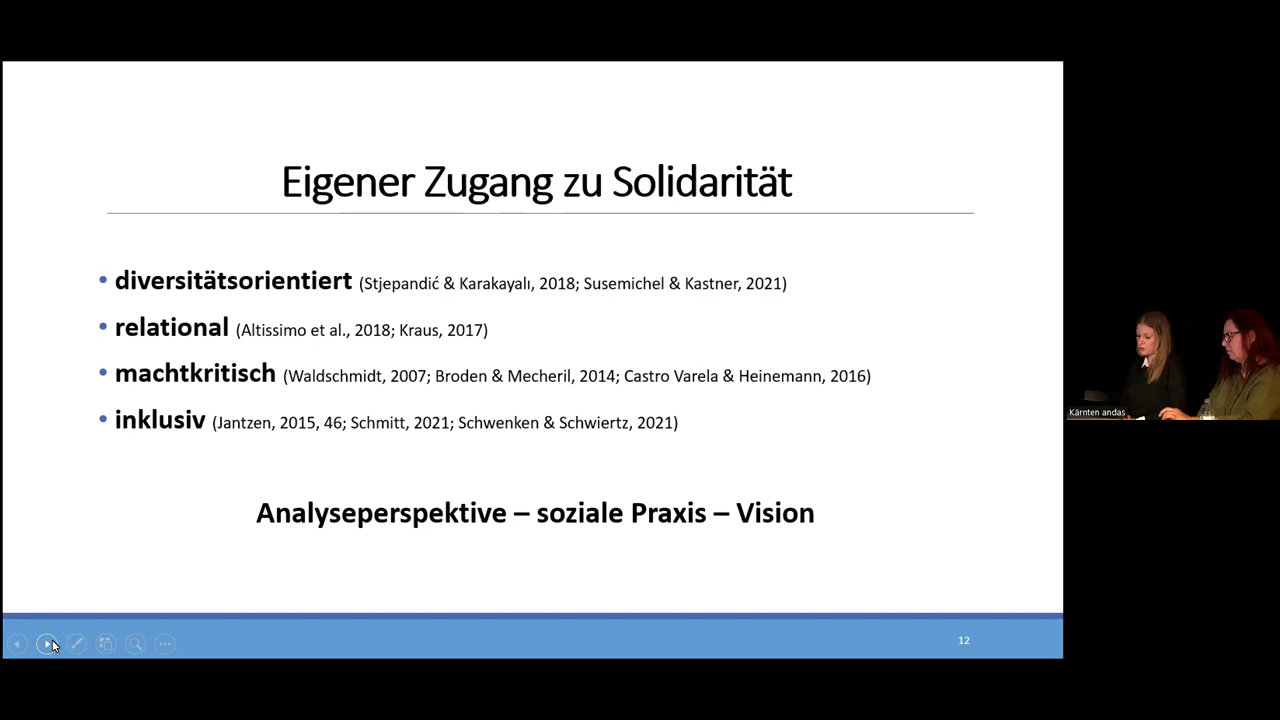 Eigener Zugang zu Solidarität
• diversitätsorientiert (Stjepandić & Karakayalı, 2018; Susemichel & Kastner, 2021)
• relational (Altissimo et al., 2018; Kraus, 2017)
• machtkritisch (Waldschmidt, 2007; Broden & Mecheril, 2014; Castro Varela & Heinemann, 2016)
• inklusiv (Jantzen, 2015, 46; Schmitt, 2021; Schwenken & Schwiertz, 2021)
Analyseperspektive – soziale Praxis – Vision
12
Kärnten andas